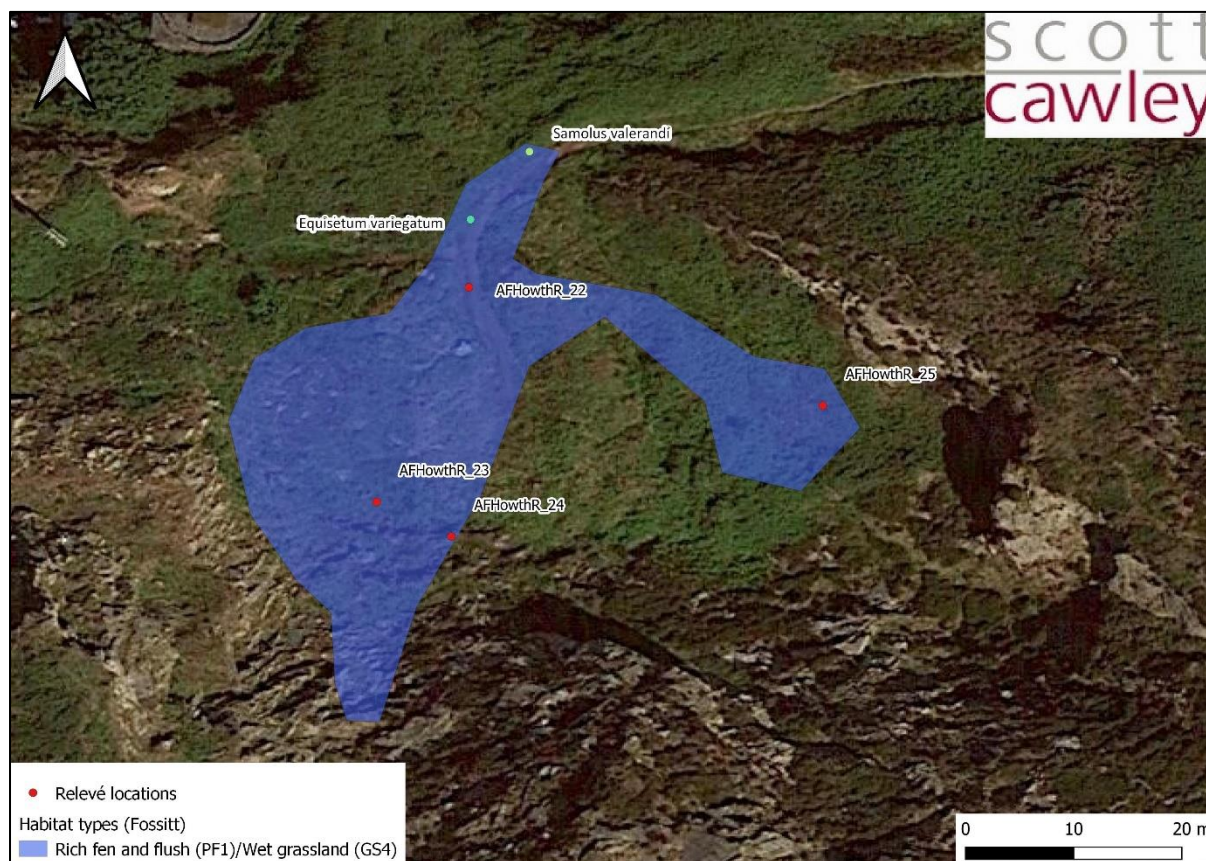 scott
cawley
Samolus valerandi
Equisetum variegatum
AFHowthR_22
AFHowthR_25
AFHowthR_23
AFHowthR_24
Relevé locations
Habitat types (Fossitt)
Rich fen and flush (PF1)/Wet grassland (GS4)
0 10 20 m